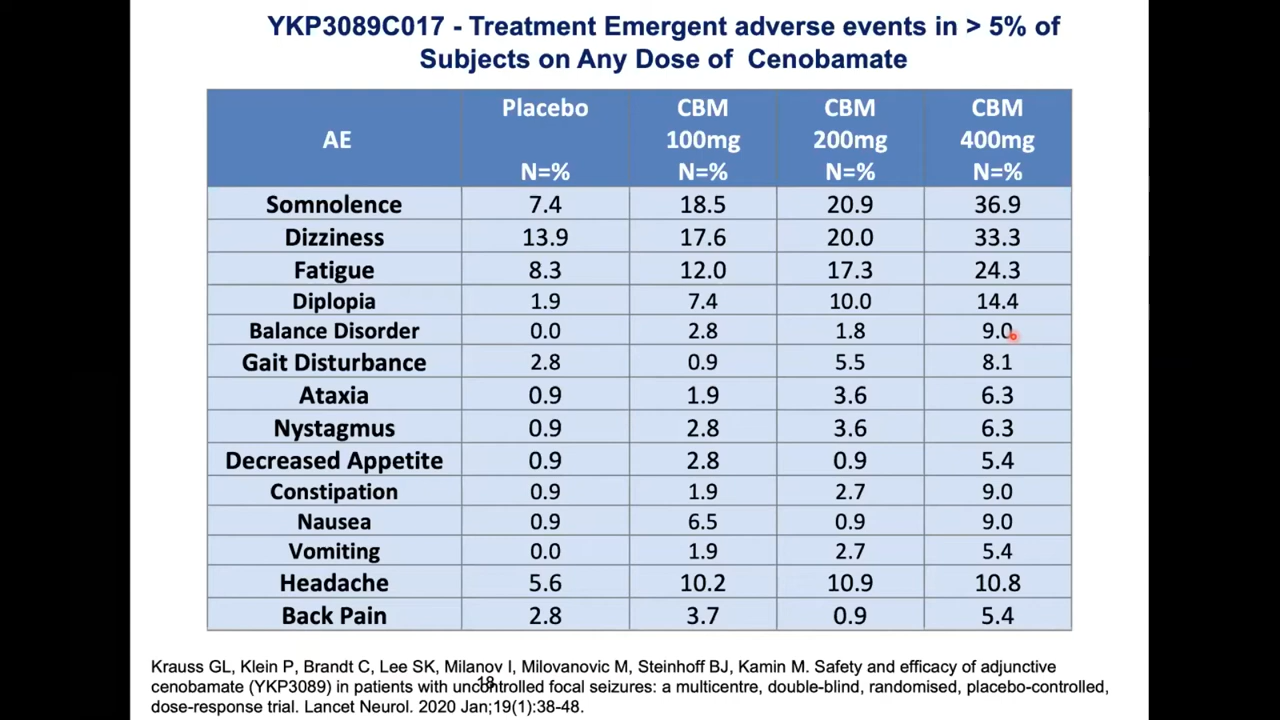 YKP3089C017 - Treatment Emergent adverse events in > 5% of
Subjects on Any Dose of Cenobamate
AE Placebo N=% CBM 100mg N=% CBM 200mg N=% CBM 400mg N=%
Somnolence 7.4 18.5 20.9 36.9
Dizziness 13.9 17.6 20.0 33.3
Fatigue 8.3 12.0 17.3 24.3
Diplopia 1.9 7.4 10.0 14.4
Balance Disorder 0.0 2.8 1.8 9.0
Gait Disturbance 2.8 0.9 5.5 8.1
Ataxia 0.9 1.9 3.6 6.3
Nystagmus 0.9 2.8 3.6 6.3
Decreased Appetite 0.9 2.8 0.9 5.4
Constipation 0.9 1.9 2.7 9.0
Nausea 0.9 6.5 0.9 9.0
Vomiting 0.0 1.9 2.7 5.4
Headache 5.6 10.2 10.9 10.8
Back Pain 2.8 3.7 0.9 5.4
Krauss GL, Klein P, Brandt C, Lee SK, Milanov I, Milovanovic M, Steinhoff BJ, Kamin M. Safety and efficacy of adjunctive
cenobamate (YKP3089) in patients with uncontrolled focal seizures: a multicentre, double-blind, randomised, placebo-controlled,
dose-response trial. Lancet Neurol. 2020 Jan;19(1):38-48.
18